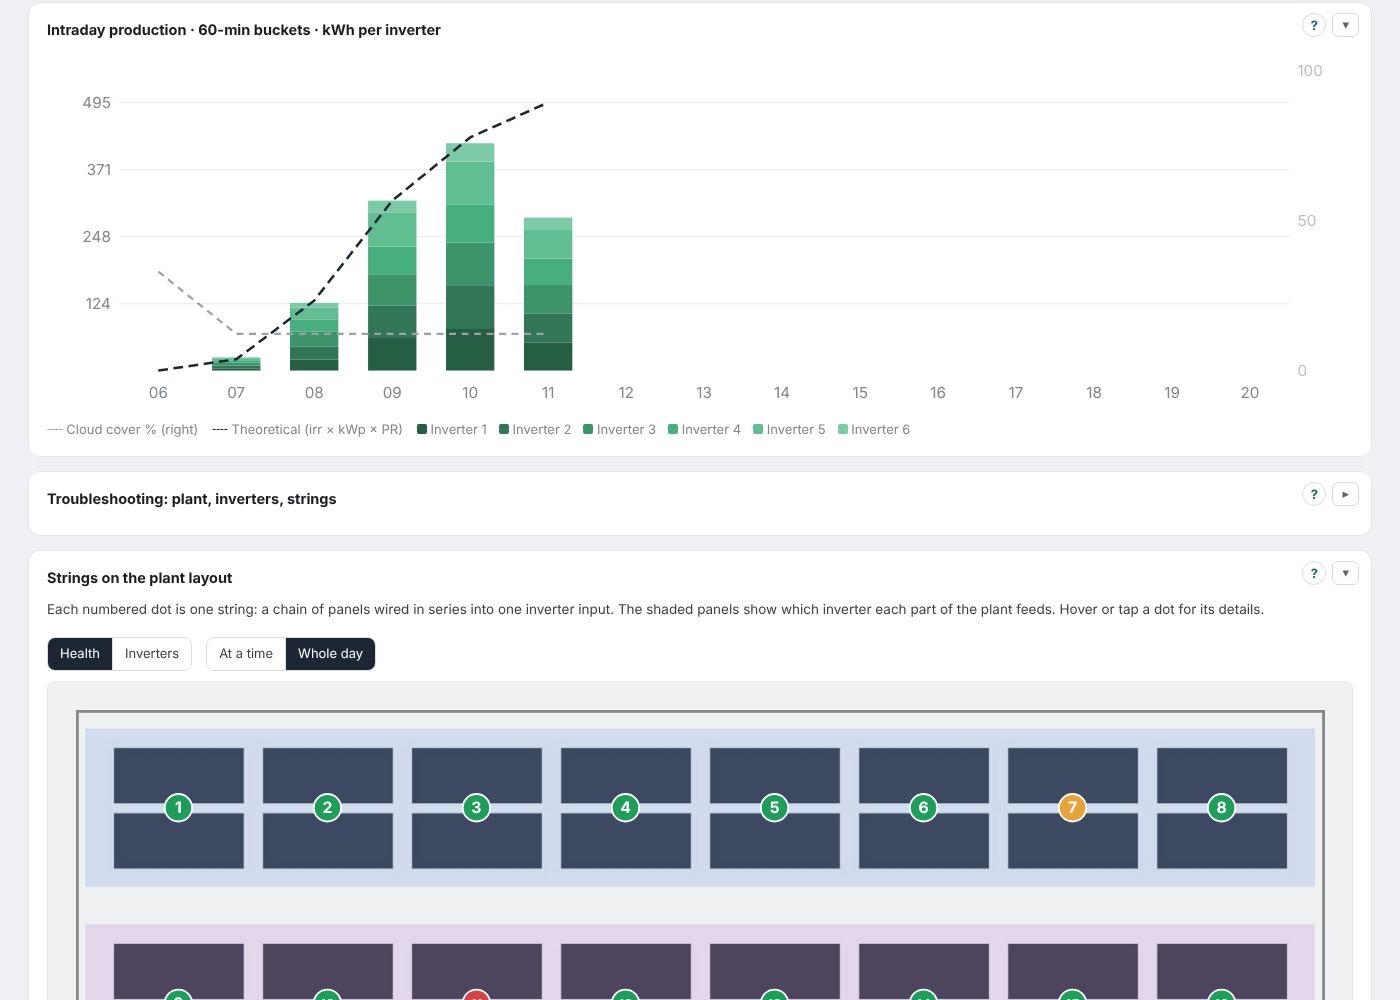 Intraday production · 60-min buckets · kWh per inverter
?
▾
100
495
371
50
248
124
0
06 07 08 09 10 11 12 13 14 15 16 17 18 19 20
Cloud cover % (right) Theoretical (irr × kWp × PR) Inverter 1 Inverter 2 Inverter 3 Inverter 4 Inverter 5 Inverter 6
Troubleshooting: plant, inverters, strings
?
▸
Strings on the plant layout
?
▾
Each numbered dot is one string: a chain of panels wired in series into one inverter input. The shaded panels show which inverter each part of the plant feeds. Hover or tap a dot for its details.
Health Inverters At a time Whole day
1 2 3 4 5 6 7 8